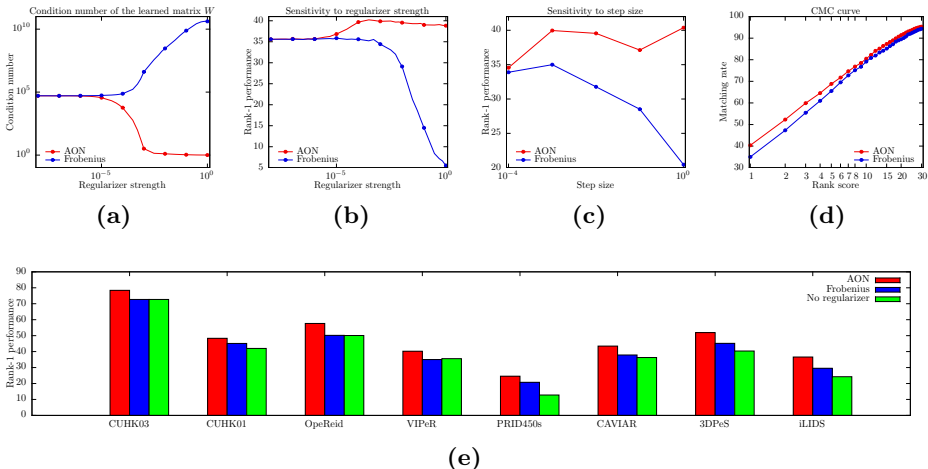 Condition number of the learned matrix W
Condition number
10^10
10^5
10^0
AON
Frobenius
10^-5
10^0
Regularizer strength
(a)
Sensitivity to regularizer strength
Rank-1 performance
40
35
30
25
20
15
10
5
AON
Frobenius
10^-5
10^0
Regularizer strength
(b)
Sensitivity to step size
Rank-1 performance
40
35
30
25
20
AON
Frobenius
10^-4
10^0
Step size
(c)
CMC curve
Matching rate
100
90
80
70
60
50
40
30
AON
Frobenius
1 2 3 4 5 6 7 8 10 15 20 30
Rank score
(d)
Rank-1 performance
90
80
70
60
50
40
30
20
10
0
AON
Frobenius
No regularizer
CUHK03 CUHK01 OpeReid VIPeR PRID450s CAVIAR 3DPeS iLIDS
(e)